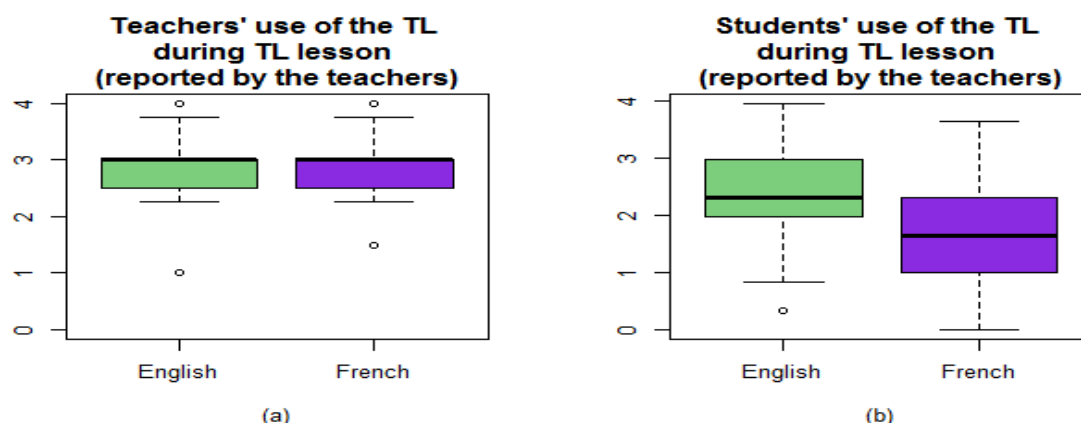 Teachers' use of the TL
during TL lesson
(reported by the teachers)
4
3
2
1
0
English French
(a)
Students' use of the TL
during TL lesson
(reported by the teachers)
4
3
2
1
0
English French
(b)